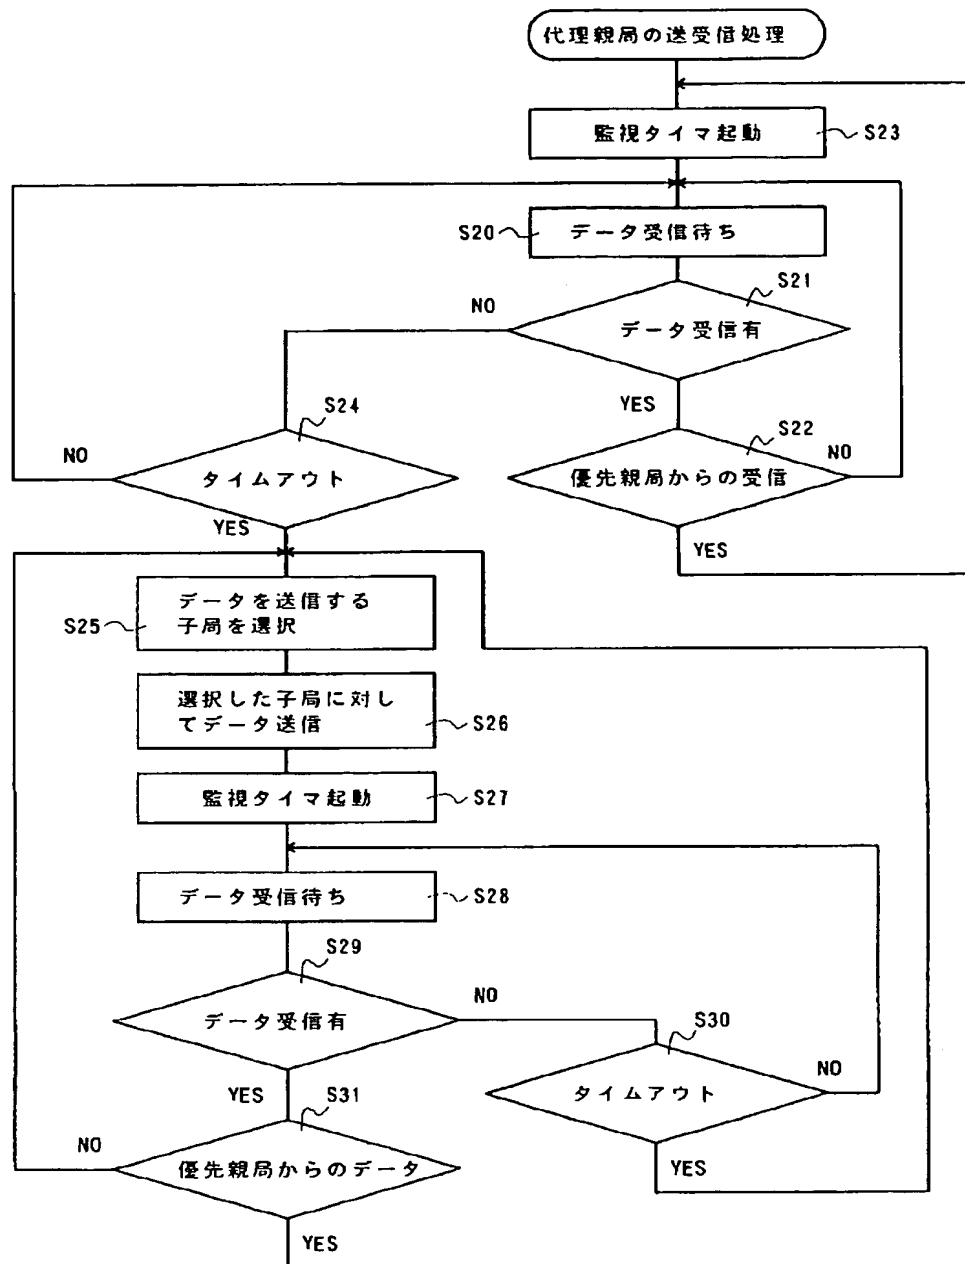 代理親局の送受信処理
監視タイマ起動
S23
S20
データ受信待ち
S21
NO
データ受信有
YES
S24
S22
NO
NO
タイムアウト
優先親局からの受信
YES
YES
データを送信する
子局を選択
S25
選択した子局に対し
てデータ送信
S26
監視タイマ起動
S27
データ受信待ち
S28
S29
NO
データ受信有
S30
NO
YES
S31
タイムアウト
NO
優先親局からのデータ
YES
YES